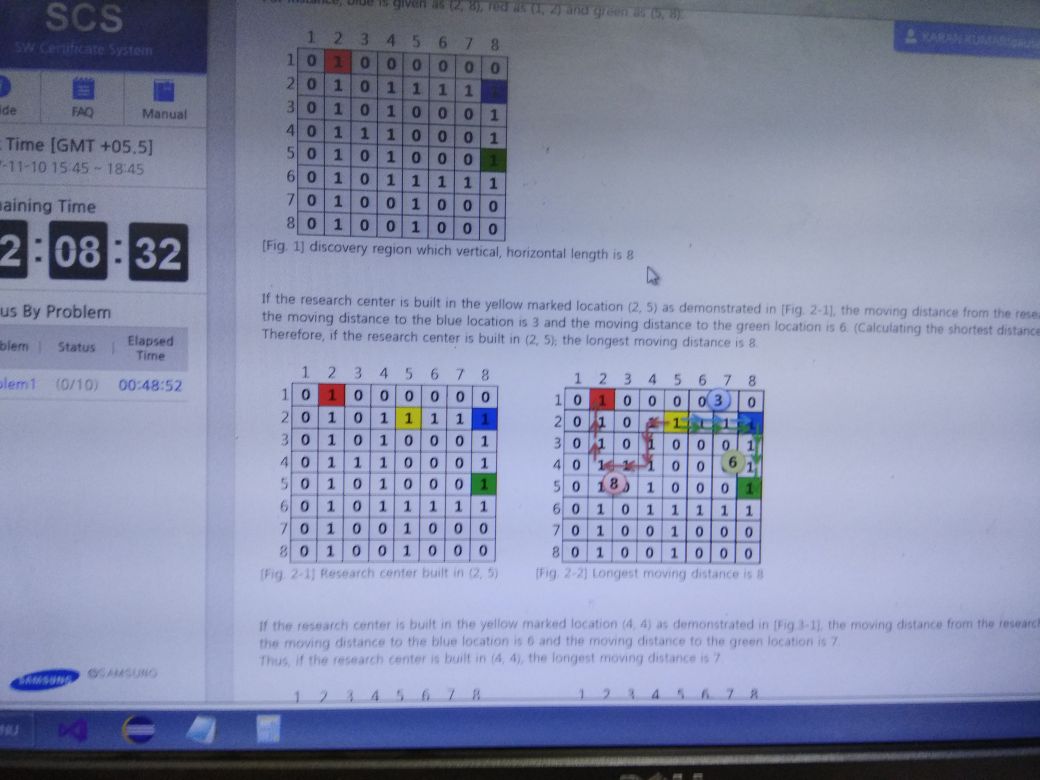 SCS
SW Certificate System
FAQ
Manual
Time [GMT +05.5]
-11-10 15:45 ~ 18:45
aining Time
2:08:32
us By Problem
blem Status Elapsed Time
blem1 (0/10) 00:48:52
SAMSUNG @SAMSUNG
KARAN KUMAR
instance, blue is given as (2, 8), red as (1, 2) and green as (5, 8).
1 2 3 4 5 6 7 8
1 0 1 0 0 0 0 0 0
2 0 1 0 1 1 1 1 1
3 0 1 0 1 0 0 0 1
4 0 1 1 1 0 0 0 1
5 0 1 0 1 0 0 0 1
6 0 1 0 1 1 1 1 1
7 0 1 0 0 1 0 0 0
8 0 1 0 0 1 0 0 0
[Fig. 1] discovery region which vertical, horizontal length is 8
If the research center is built in the yellow marked location (2, 5) as demonstrated in [Fig. 2-1], the moving distance from the rese
the moving distance to the blue location is 3 and the moving distance to the green location is 6. (Calculating the shortest distance
Therefore, if the research center is built in (2, 5); the longest moving distance is 8.
1 2 3 4 5 6 7 8
1 0 1 0 0 0 0 0 0
2 0 1 0 1 1 1 1 1
3 0 1 0 1 0 0 0 1
4 0 1 1 1 0 0 0 1
5 0 1 0 1 0 0 0 1
6 0 1 0 1 1 1 1 1
7 0 1 0 0 1 0 0 0
8 0 1 0 0 1 0 0 0
[Fig. 2-1] Research center built in (2, 5)
1 2 3 4 5 6 7 8
1 0 1 0 0 0 0 3 0
2 0 1 0 1 1 1 1
3 0 1 0 1 0 0 0 1
4 0 1 1 1 0 0 6 1
5 0 1 8 1 0 0 0 1
6 0 1 0 1 1 1 1 1
7 0 1 0 0 1 0 0 0
8 0 1 0 0 1 0 0 0
[Fig. 2-2] Longest moving distance is 8
If the research center is built in the yellow marked location (4, 4) as demonstrated in [Fig.3-1], the moving distance from the researc
the moving distance to the blue location is 6 and the moving distance to the green location is 7.
Thus, if the research center is built in (4, 4), the longest moving distance is 7.
1 2 3 4 5 6 7 8
1 2 3 4 5 6 7 8